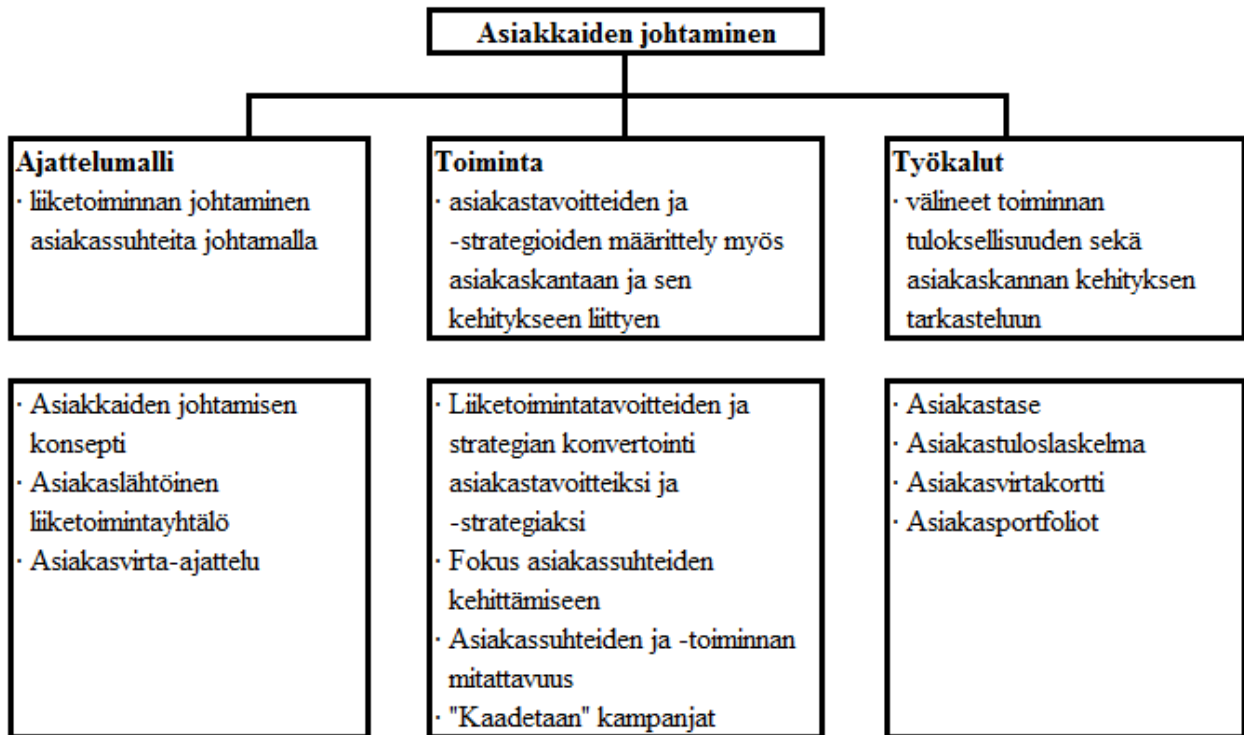 Asiakkaiden johtaminen
Ajattelumalli
· liiketoiminnan johtaminen
asiakassuhteita johtamalla
Toiminta
· asiakastavoitteiden ja
-strategioiden määrittely myös
asiakaskantaan ja sen
kehitykseen liittyen
Työkalut
· välineet toiminnan
tuloksellisuuden sekä
asiakaskannan kehityksen
tarkasteluun
· Asiakkaiden johtamisen
konsepti
· Asiakaslähtöinen
liiketoimintayhtälö
· Asiakasvirta-ajattelu
· Liiketoimintatavoitteiden ja
strategian konvertointi
asiakastavoitteiksi ja
-strategiaksi
· Fokus asiakassuhteiden
kehittämiseen
· Asiakassuhteiden ja -toiminnan
mitattavuus
· "Kaadetaan" kampanjat
· Asiakastase
· Asiakastuloslaskelma
· Asiakasvirtakortti
· Asiakasportfoliot